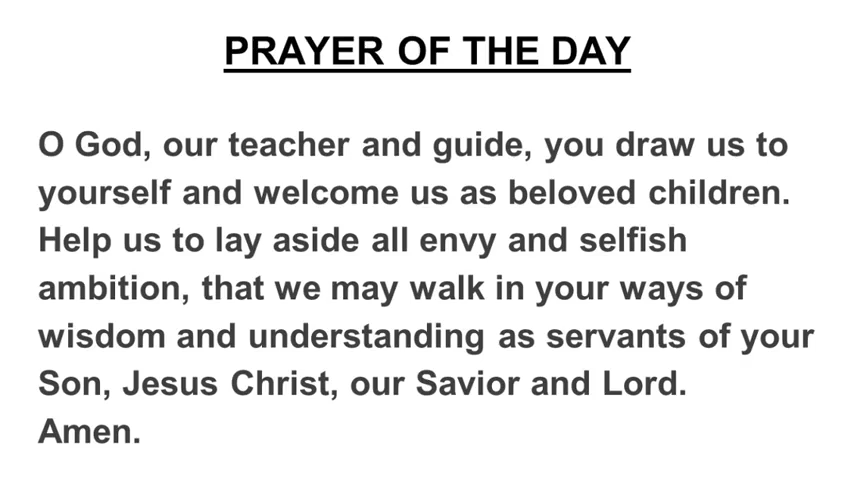 PRAYER OF THE DAY
O God, our teacher and guide, you draw us to
yourself and welcome us as beloved children.
Help us to lay aside all envy and selfish
ambition, that we may walk in your ways of
wisdom and understanding as servants of your
Son, Jesus Christ, our Savior and Lord.
Amen.